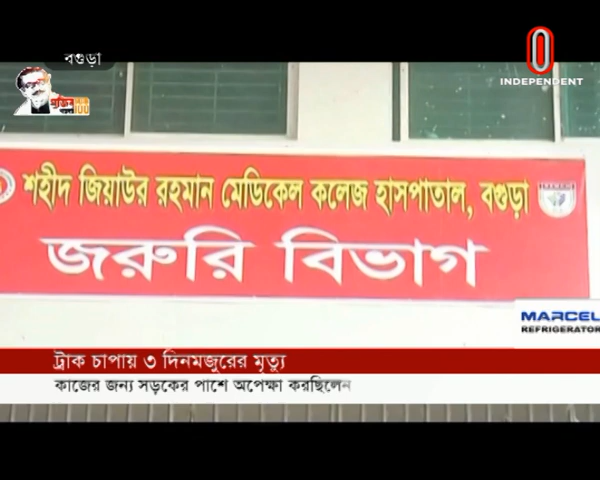 বগুড়া
INDEPENDENT
শহীদ জিয়াউর রহমান মেডিকেল কলেজ হাসপাতাল, বগুড়া
জরুরি বিভাগ
MARCEL
REFRIGERATOR
ট্রাক চাপায় ৩ দিনমজুরের মৃত্যু
কাজের জন্য সড়কের পাশে অপেক্ষা করছিলেন